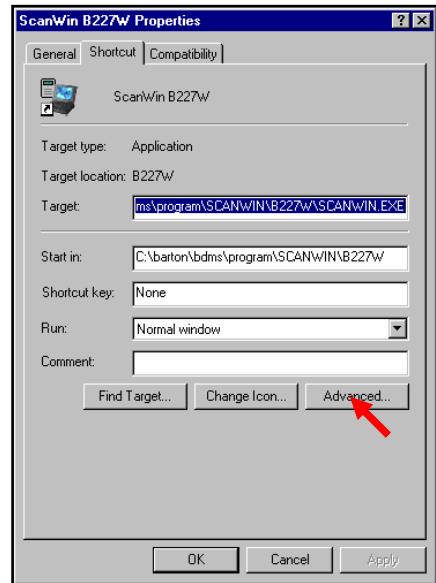 ScanWin B227W Properties
General Shortcut Compatibility
ScanWin B227W
Target type: Application
Target location: B227W
Target: ms\program\SCANWIN\B227W\SCANWIN.EXE
Start in: C:\barton\bdms\program\SCANWIN\B227W
Shortcut key: None
Run: Normal window
Comment:
Find Target... Change Icon... Advanced...
OK Cancel Apply